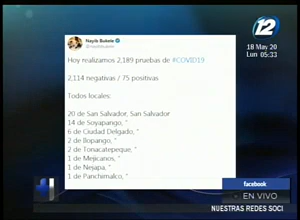 12
Nayib Bukele
@nayibbukele
18 May 20
Lun 05:33
Hoy realizamos 2,189 pruebas de #COVID19
2,114 negativas / 75 positivas
Todos locales:
20 de San Salvador, San Salvador
14 de Soyapango, "
6 de Ciudad Delgado, "
2 de Ilopango, "
2 de Tonacatepeque, "
1 de Mejicanos, "
1 de Nejapa, "
1 de Panchimalco, "
facebook
EN VIVO
NUESTRAS REDES SOCI